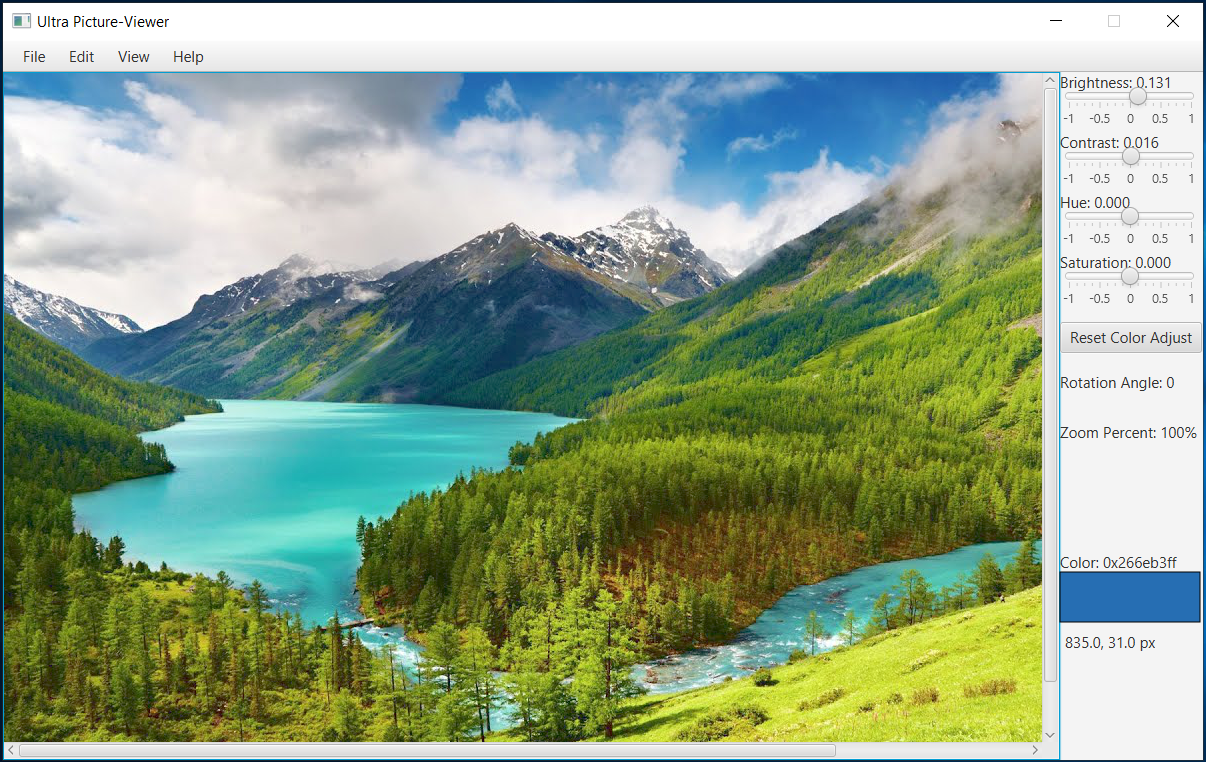 Ultra Picture-Viewer
File Edit View Help
Brightness: 0.131
-1 -0.5 0 0.5 1
Contrast: 0.016
-1 -0.5 0 0.5 1
Hue: 0.000
-1 -0.5 0 0.5 1
Saturation: 0.000
-1 -0.5 0 0.5 1
Reset Color Adjust
Rotation Angle: 0
Zoom Percent: 100%
Color: 0x266eb3ff
835.0, 31.0 px